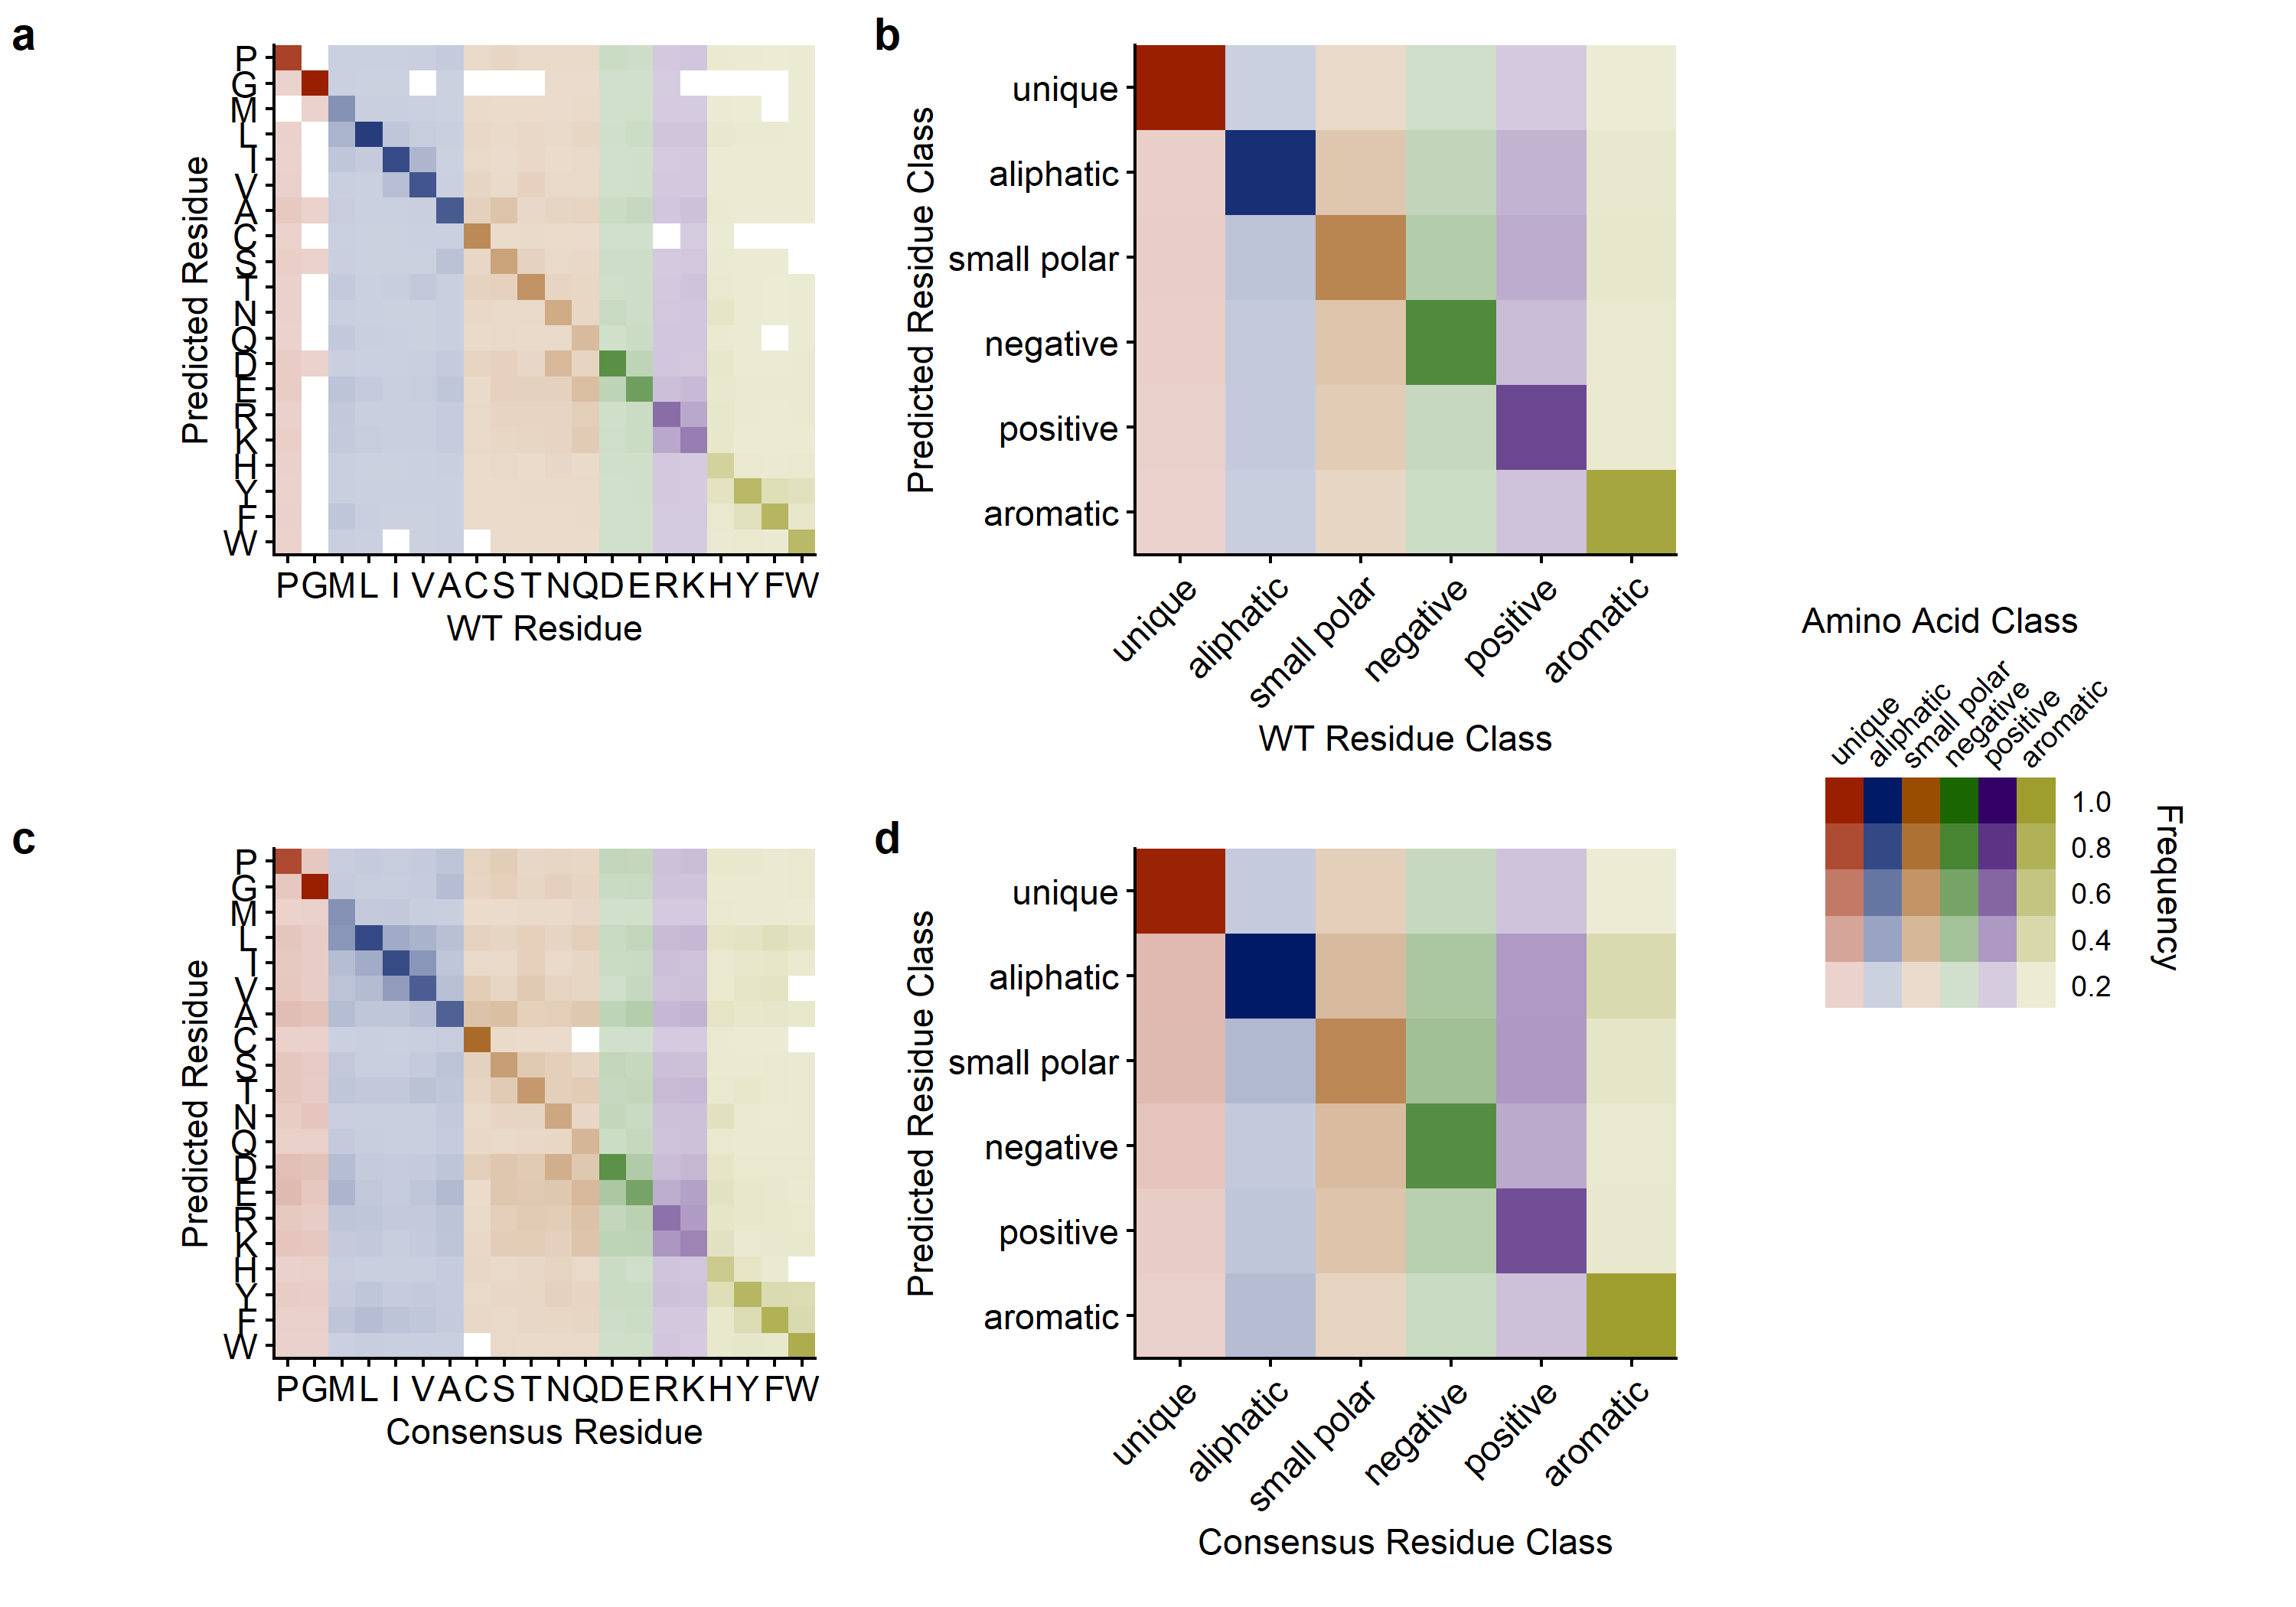 a
Predicted Residue
P
G
M
L
I
V
A
C
S
T
N
Q
D
E
R
K
H
Y
F
W
P G M L I V A C S T N Q D E R K H Y F W
WT Residue
b
Predicted Residue Class
unique
aliphatic
small polar
negative
positive
aromatic
unique aliphatic small polar negative positive aromatic
WT Residue Class
Amino Acid Class
unique aliphatic small polar negative positive aromatic
1.0
0.8
0.6
0.4
0.2
Frequency
c
Predicted Residue
P
G
M
L
I
V
A
C
S
T
N
Q
D
E
R
K
H
Y
F
W
P G M L I V A C S T N Q D E R K H Y F W
Consensus Residue
d
Predicted Residue Class
unique
aliphatic
small polar
negative
positive
aromatic
unique aliphatic small polar negative positive aromatic
Consensus Residue Class